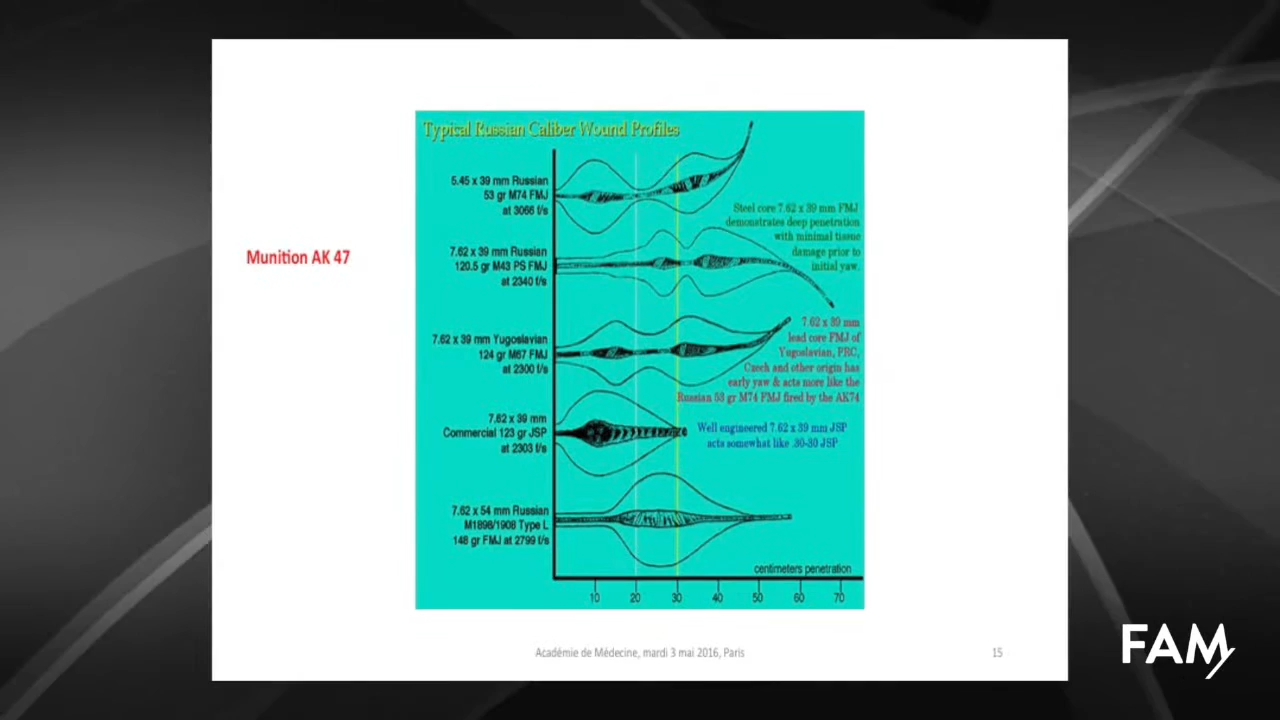 Typical Russian Caliber Wound Profiles
5.45 x 39 mm Russian
53 gr M74 FMJ
at 3066 f/s
Steel core 7.62 x 39 mm FMJ
demonstrates deep penetration
with minimal tissue
damage prior to
initial yaw.
Munition AK 47
7.62 x 39 mm Russian
120.5 gr M43 PS FMJ
at 2340 f/s
7.62 x 39 mm Yugoslavian
124 gr M67 FMJ
at 2300 f/s
7.62 x 39 mm
lead core FMJ of
Yugoslavian, PRC,
Czech and other origin has
early yaw & acts more like the
Russian 53 gr M74 FMJ fired by the AK74
7.62 x 39 mm
Commercial 123 gr JSP
at 2303 f/s
Well engineered 7.62 x 39 mm JSP
acts somewhat like .30-30 JSP
7.62 x 54 mm Russian
M1898/1908 Type L
148 gr FMJ at 2799 f/s
centimeters penetration
10 20 30 40 50 60 70
Académie de Médecine, mardi 3 mai 2016, Paris
15
FAM